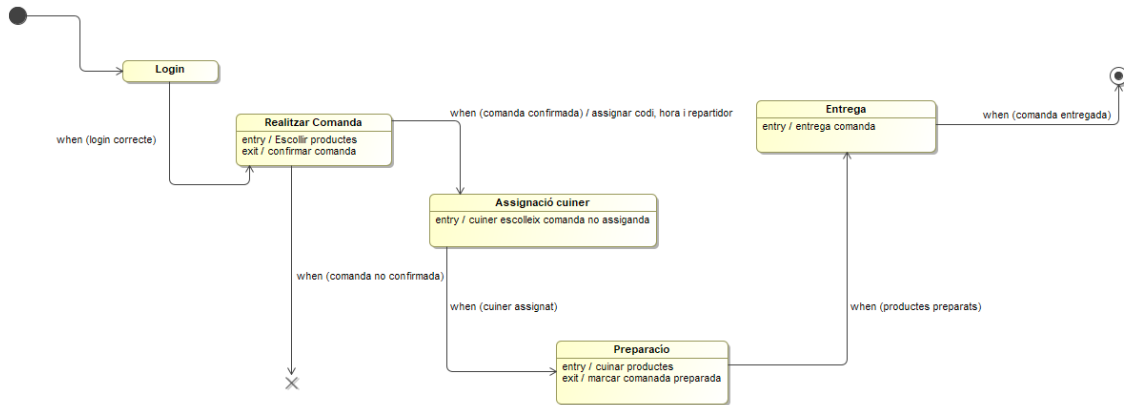 Login
when (login correcte)
Realitzar Comanda
entry / Escollir productes
exit / confirmar comanda
when (comanda confirmada) / assignar codi, hora i repartidor
Entrega
entry / entrega comanda
when (comanda entregada)
Assignació cuiner
entry / cuiner escolleix comanda no assiganda
when (comanda no confirmada)
when (cuiner assignat)
when (productes preparats)
Preparacío
entry / cuinar productes
exit / marcar comanada preparada